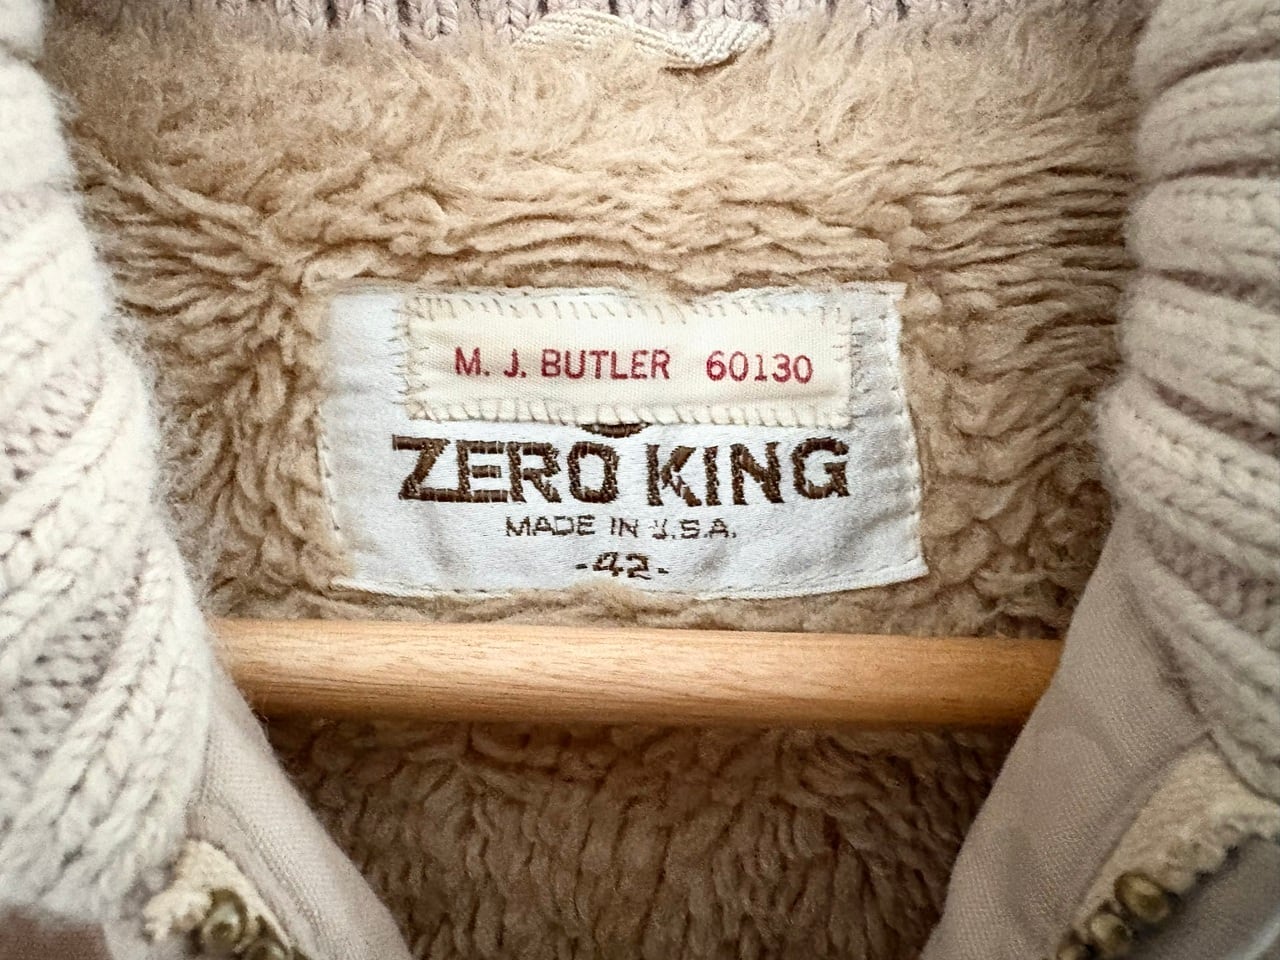 M. J. BUTLER 60130
ZERO KING
MADE IN U.S.A.
-42-